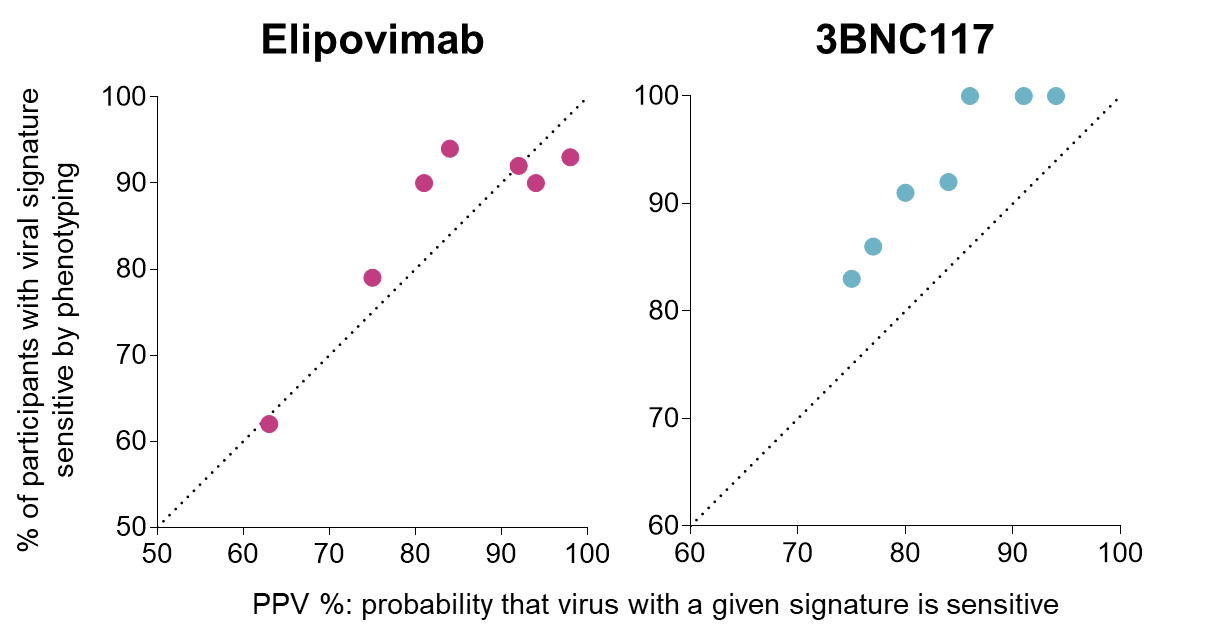 Elipovimab
3BNC117
% of participants with viral signature
sensitive by phenotyping
100
90
80
70
60
50
50 60 70 80 90 100
100
90
80
70
60
60 70 80 90 100
PPV %: probability that virus with a given signature is sensitive